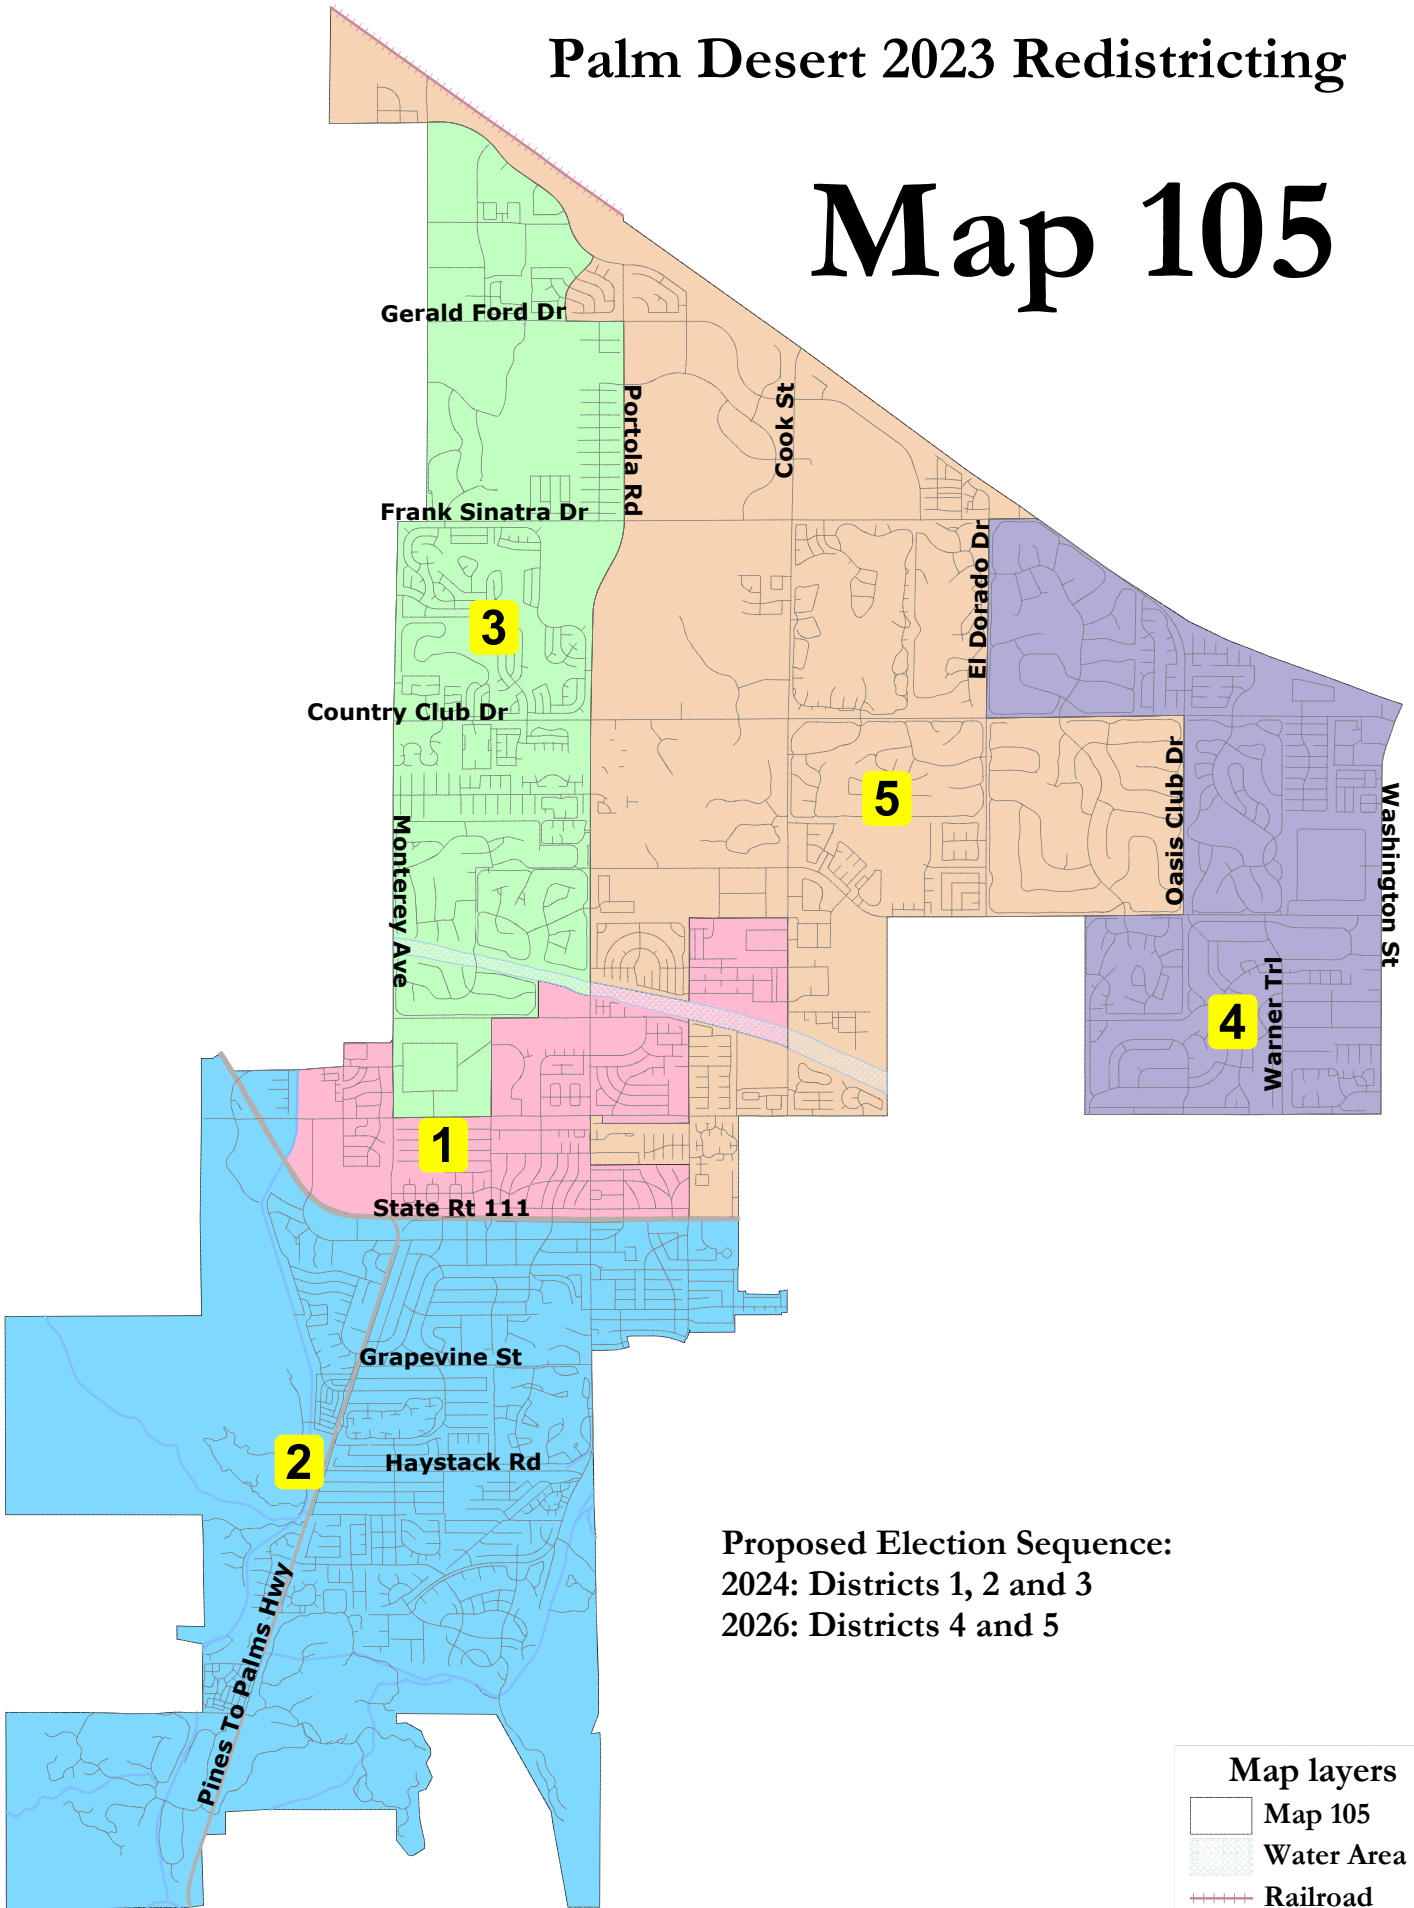 Palm Desert 2023 Redistricting
Map 105
Gerald Ford Dr
Portola Rd
Cook St
Frank Sinatra Dr
El Dorado Dr
3
Country Club Dr
Oasis Club Dr
5
Washington St
Monterey Ave
Warner Trl
4
1
State Rt 111
Grapevine St
2
Haystack Rd
Pines To Palms Hwy
Proposed Election Sequence:
2024: Districts 1, 2 and 3
2026: Districts 4 and 5
Map layers
Map 105
Water Area
Railroad